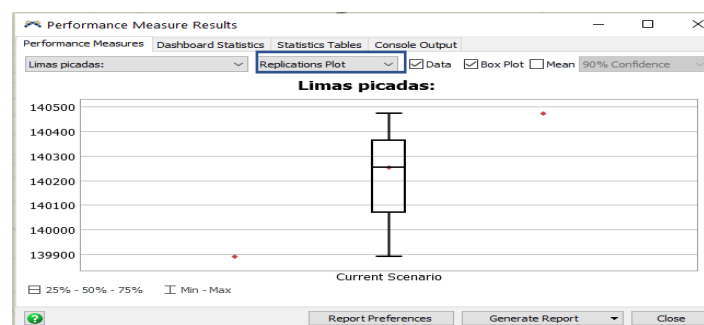 Performance Measure Results
Performance Measures Dashboard Statistics Statistics Tables Console Output
Limas picadas: Replications Plot Data Box Plot Mean 90% Confidence
Limas picadas:
140500
140400
140300
140200
140100
140000
139900
Current Scenario
25% - 50% - 75% Min - Max
Report Preferences Generate Report Close